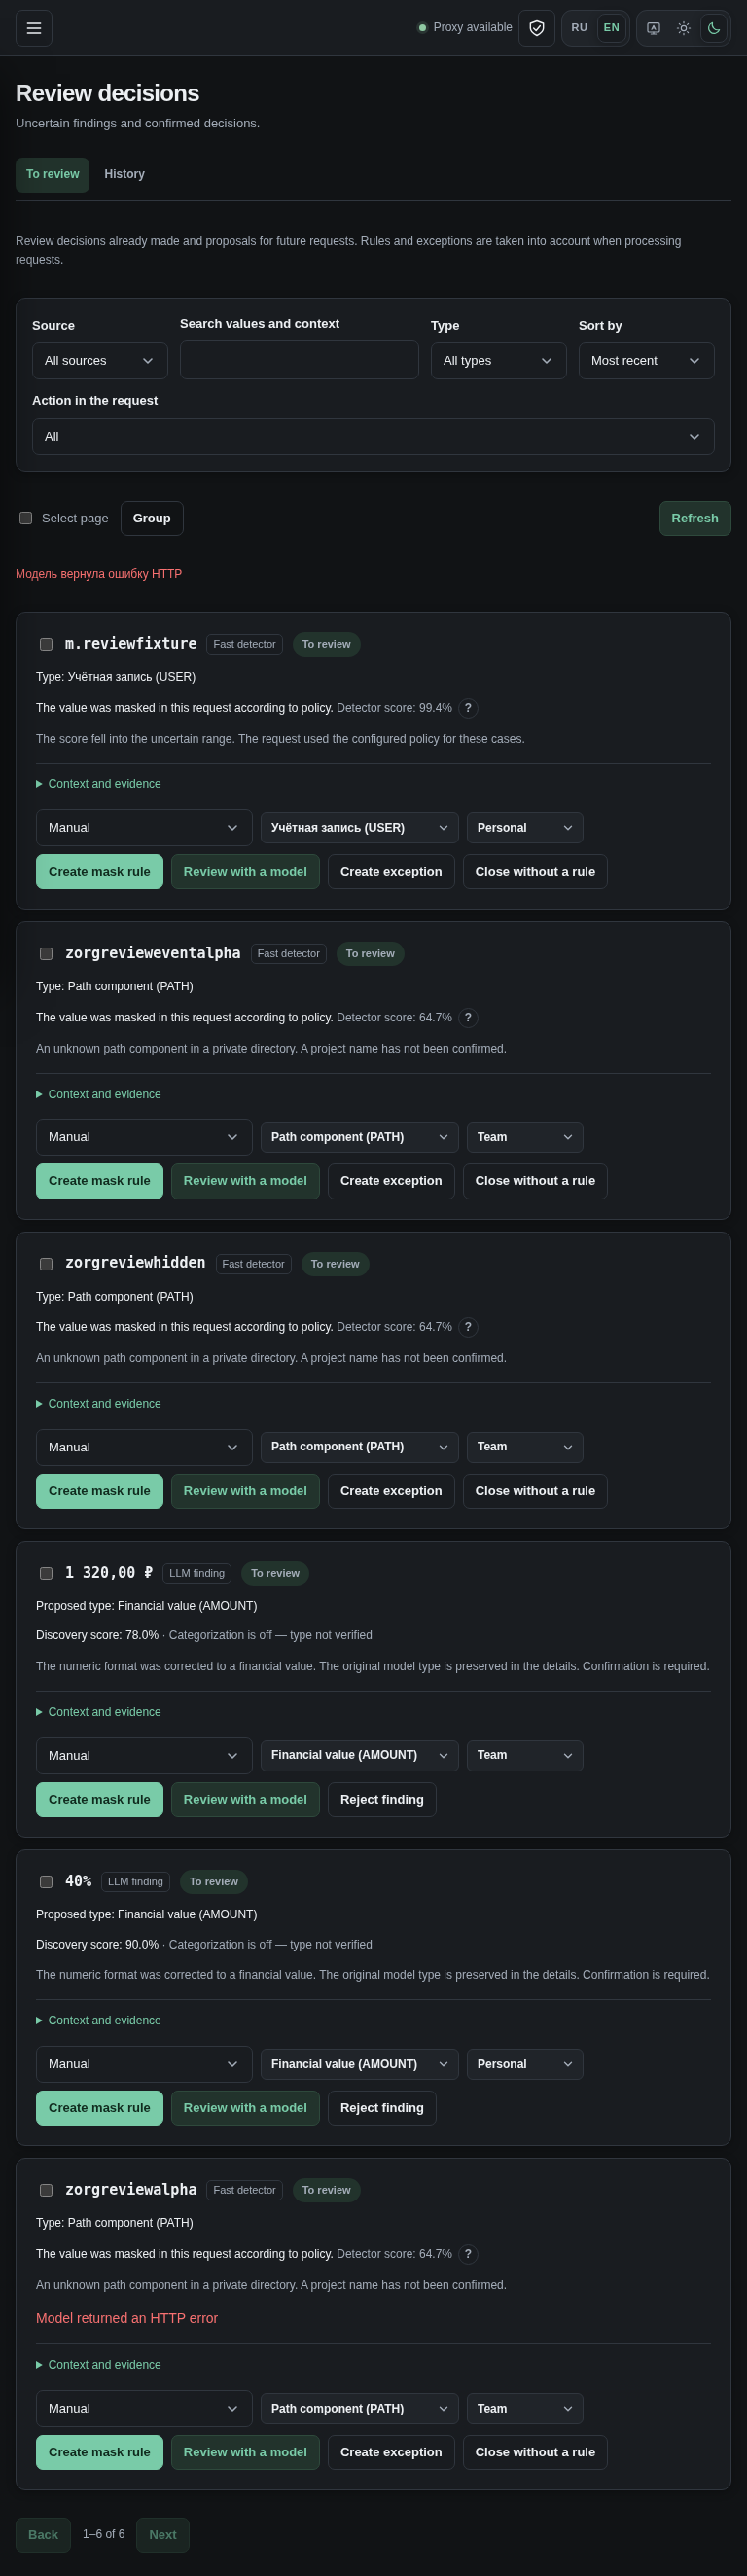 Proxy available
RU
EN
Review decisions
Uncertain findings and confirmed decisions.
To review
History
Review decisions already made and proposals for future requests. Rules and exceptions are taken into account when processing
requests.
Source
Search values and context
Type
Sort by
All sources
All types
Most recent
Action in the request
All
Select page
Group
Refresh
Модель вернула ошибку HTTP
m.reviewfixture Fast detector To review
Type: Учётная запись (USER)
The value was masked in this request according to policy. Detector score: 99.4% ?
The score fell into the uncertain range. The request used the configured policy for these cases.
Context and evidence
Manual
Учётная запись (USER)
Personal
Create mask rule
Review with a model
Create exception
Close without a rule
zorgrevieweventalpha Fast detector To review
Type: Path component (PATH)
The value was masked in this request according to policy. Detector score: 64.7% ?
An unknown path component in a private directory. A project name has not been confirmed.
Context and evidence
Manual
Path component (PATH)
Team
Create mask rule
Review with a model
Create exception
Close without a rule
zorgreviewhidden Fast detector To review
Type: Path component (PATH)
The value was masked in this request according to policy. Detector score: 64.7% ?
An unknown path component in a private directory. A project name has not been confirmed.
Context and evidence
Manual
Path component (PATH)
Team
Create mask rule
Review with a model
Create exception
Close without a rule
1 320,00 ₽ LLM finding To review
Proposed type: Financial value (AMOUNT)
Discovery score: 78.0% · Categorization is off — type not verified
The numeric format was corrected to a financial value. The original model type is preserved in the details. Confirmation is required.
Context and evidence
Manual
Financial value (AMOUNT)
Team
Create mask rule
Review with a model
Reject finding
40% LLM finding To review
Proposed type: Financial value (AMOUNT)
Discovery score: 90.0% · Categorization is off — type not verified
The numeric format was corrected to a financial value. The original model type is preserved in the details. Confirmation is required.
Context and evidence
Manual
Financial value (AMOUNT)
Personal
Create mask rule
Review with a model
Reject finding
zorgreviewalpha Fast detector To review
Type: Path component (PATH)
The value was masked in this request according to policy. Detector score: 64.7% ?
An unknown path component in a private directory. A project name has not been confirmed.
Model returned an HTTP error
Context and evidence
Manual
Path component (PATH)
Team
Create mask rule
Review with a model
Create exception
Close without a rule
Back
1–6 of 6
Next